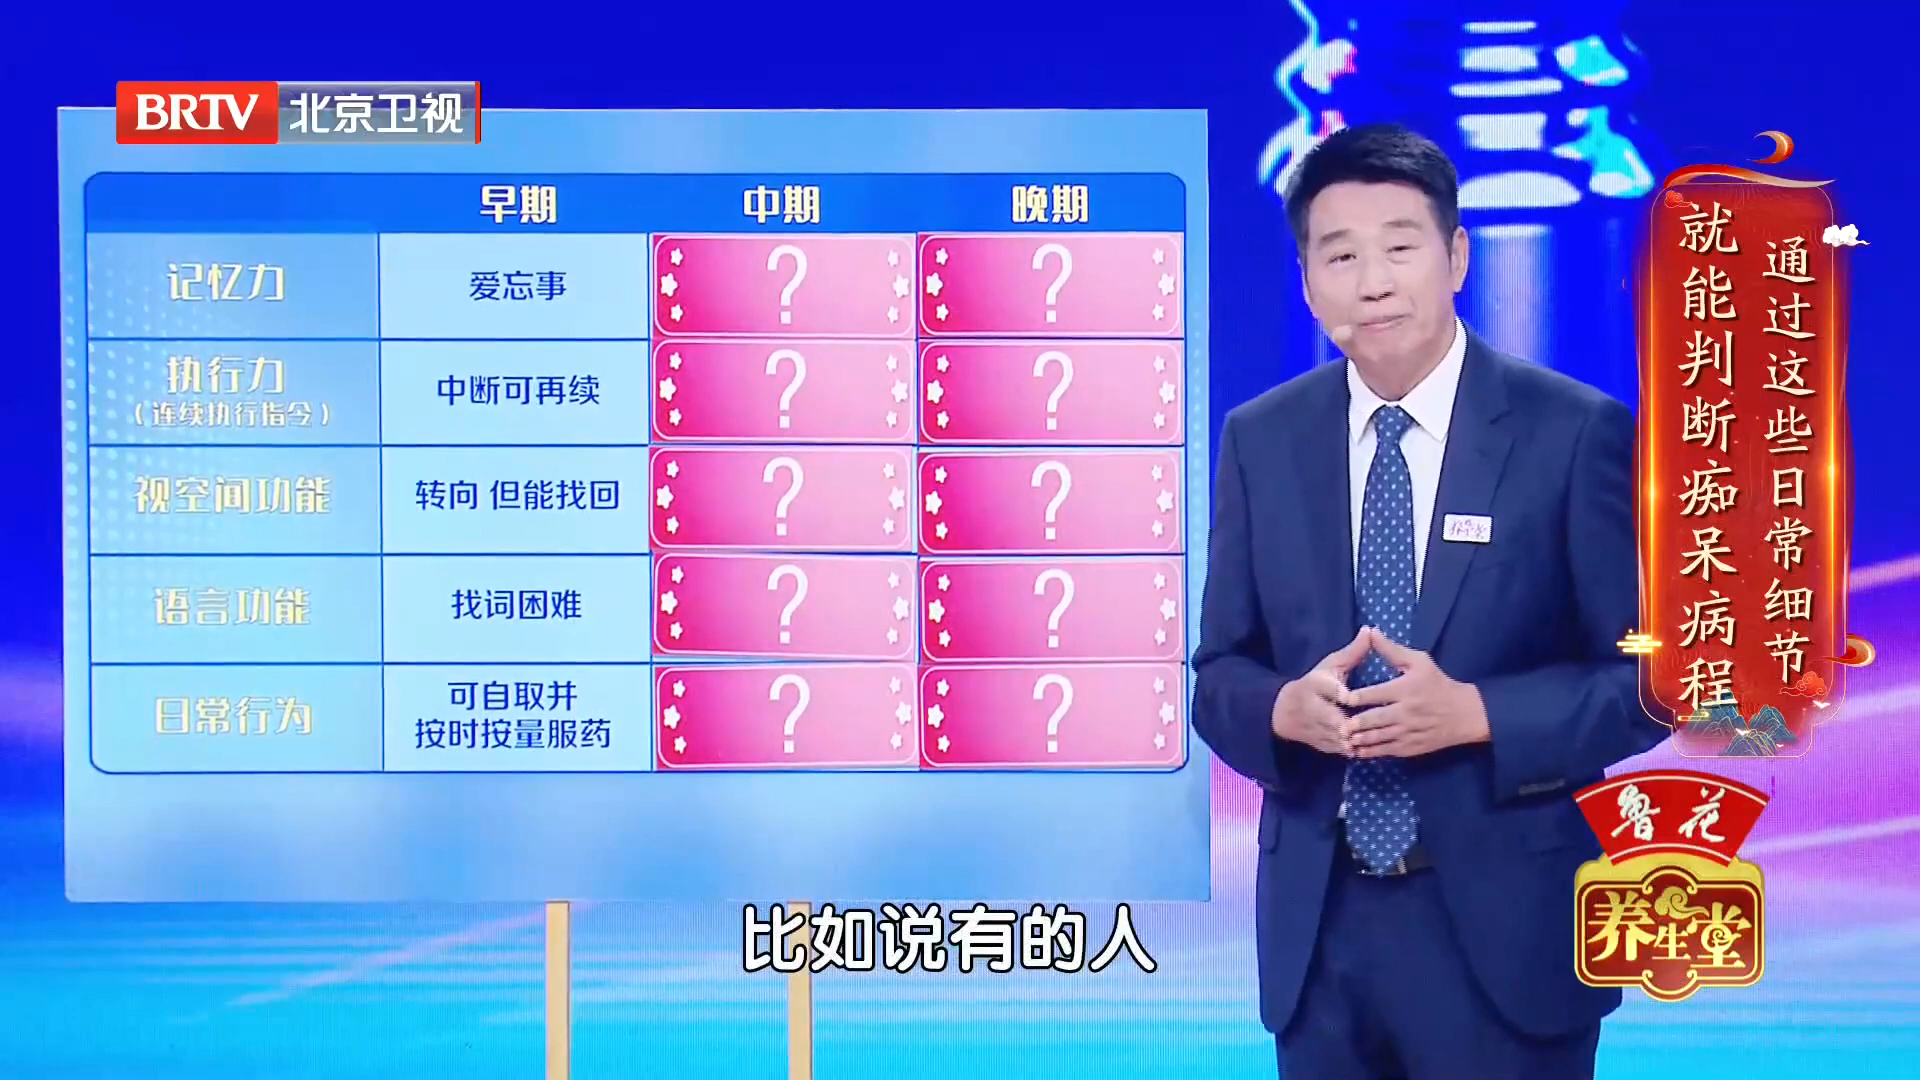 BRTV 北京卫视
早期 中期 晚期
记忆力 爱忘事 ? ?
执行力 中断可再续 ? ?
(连续执行指令)
视空间功能 转向 但能找回 ? ?
语言功能 找词困难 ? ?
日常行为 可自取并 ? ?
按时按量服药
通过这些日常细节
就能判断痴呆病程
养生堂
鲁花
养生堂
比如说有的人